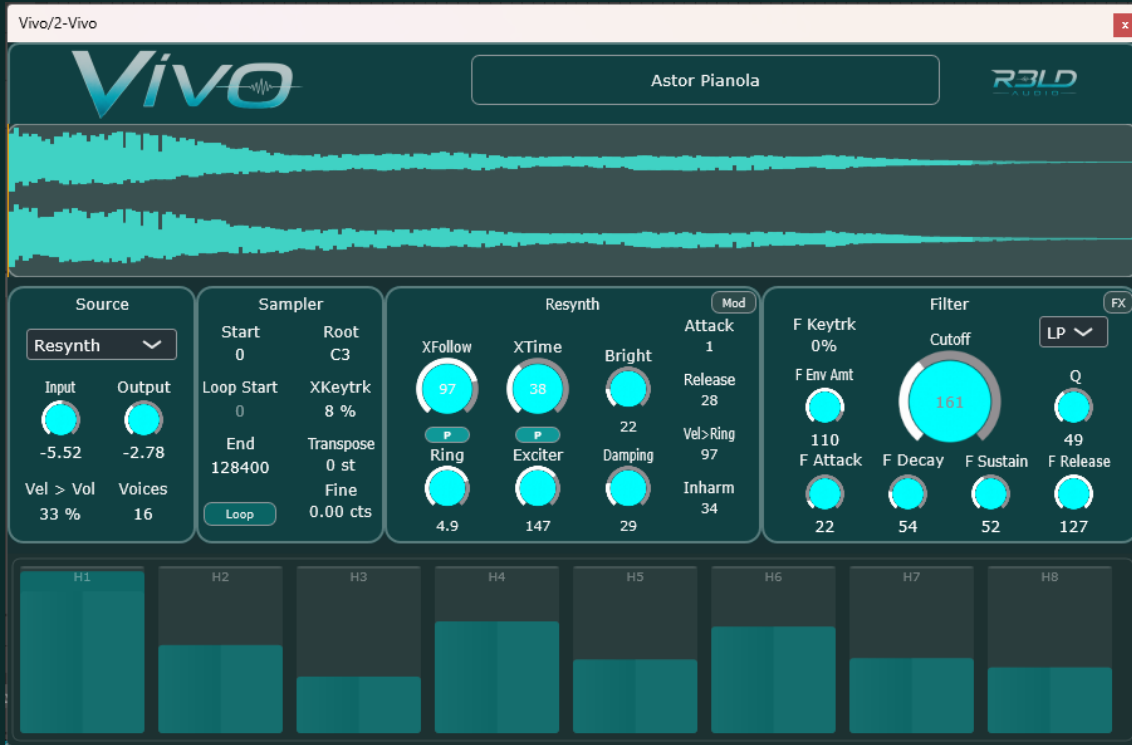 Vivo/2-Vivo
x
Vivo
Astor Pianola
R3LD
AUDIO
Source
Resynth
Input
Output
-5.52
-2.78
Vel > Vol
Voices
33 %
16
Sampler
Start
Root
0
C3
Loop Start
XKeytrk
0
8 %
End
Transpose
128400
0 st
Fine
0.00 cts
Loop
Resynth
Mod
XFollow
XTime
Bright
97
38
22
P
P
Ring
Exciter
Damping
4.9
147
29
Attack
1
Release
28
Vel>Ring
97
Inharm
34
Filter
FX
F Keytrk
0%
Cutoff
LP
F Env Amt
161
Q
110
49
F Attack
F Decay
F Sustain
F Release
22
54
52
127
H1
H2
H3
H4
H5
H6
H7
H8